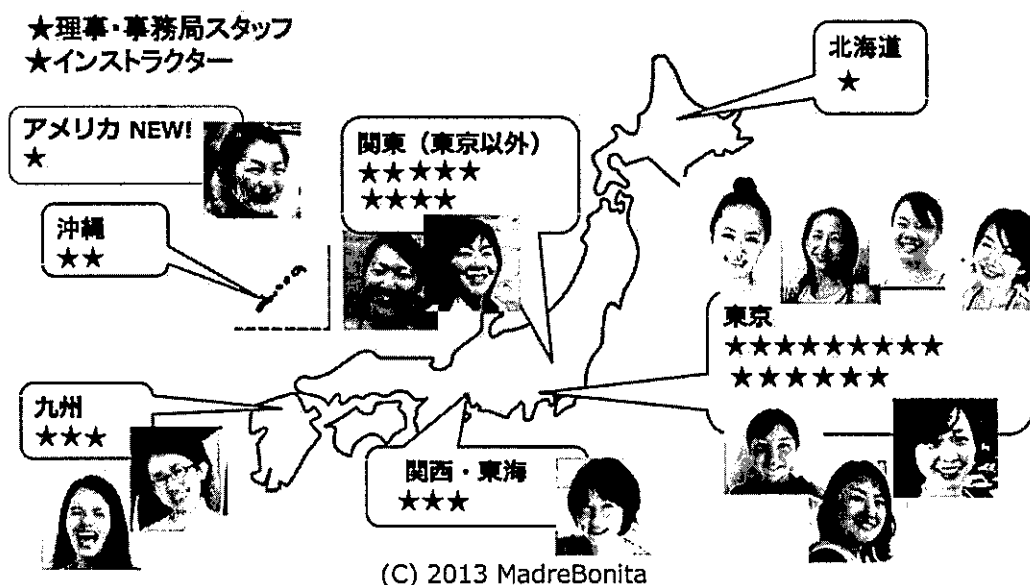 ★理事・事務局スタッフ
★インストラクター
北海道
★
アメリカ NEW!
★
関東（東京以外）
★★★★★
★★★★
沖縄
★★
東京
★★★★★★★★★
★★★★★★
九州
★★★
関西・東海
★★★
(C) 2013 MadreBonita